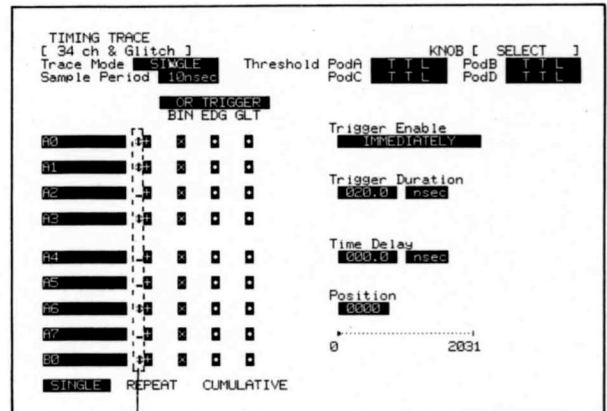 TIMING TRACE
[ 34 ch & Glitch ] KNOB [ SELECT ]
Trace Mode SINGLE Threshold PodA TTL PodB TTL
Sample Period 10nsec PodC TTL PodD TTL
OR TRIGGER
BIN EDG GLT
Trigger Enable
A0 + × • • IMMEDIATELY
A1 + × • •
Trigger Duration
A2 _ + × • • 020.0 nsec
A3 + × • •
Time Delay
A4 _ + × • • 000.0 nsec
A5 _ + × • •
Position
A6 + × • • 0000
A7 _ + × • •
0 2031
B0 + × • •
SINGLE REPEAT CUMULATIVE